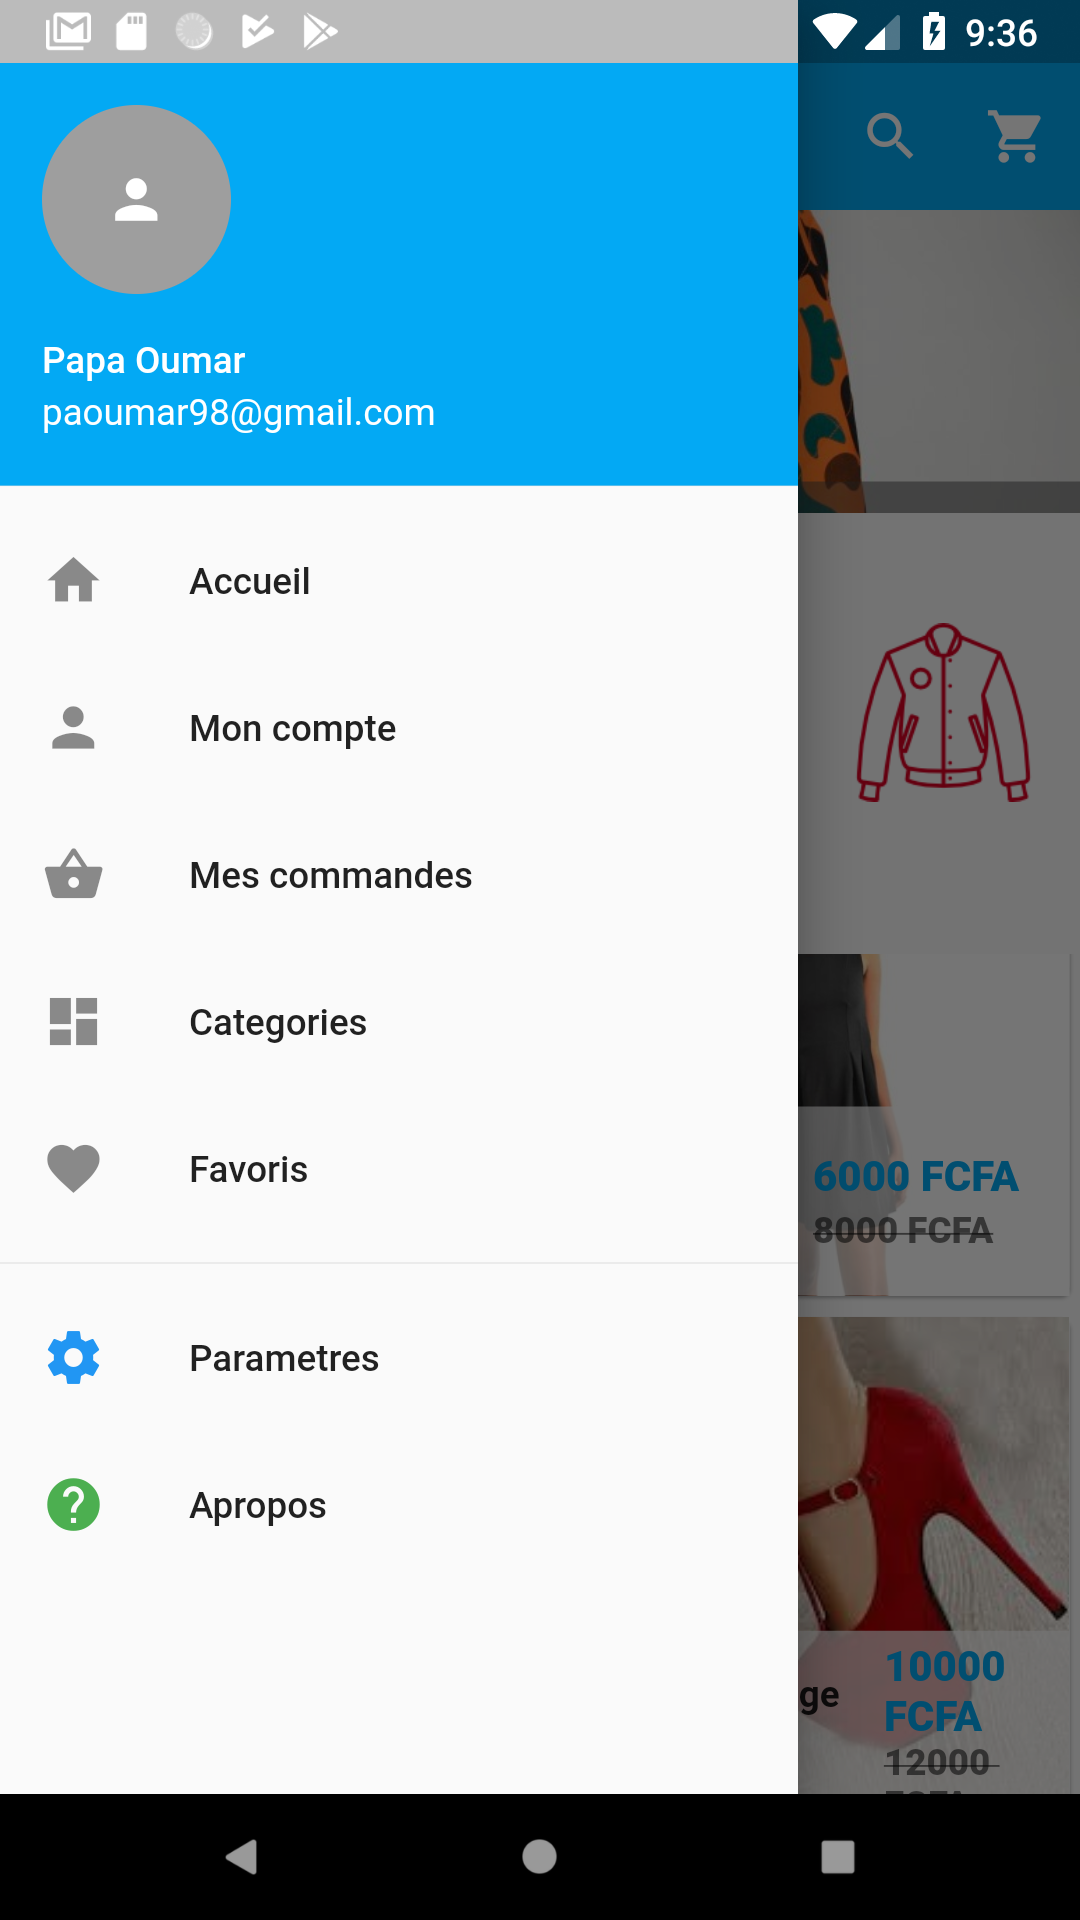 9:36
Papa Oumar
paoumar98@gmail.com
Accueil
Mon compte
Mes commandes
Categories
Favoris
Parametres
Apropos
6000 FCFA
8000 FCFA
ge
10000
FCFA
12000